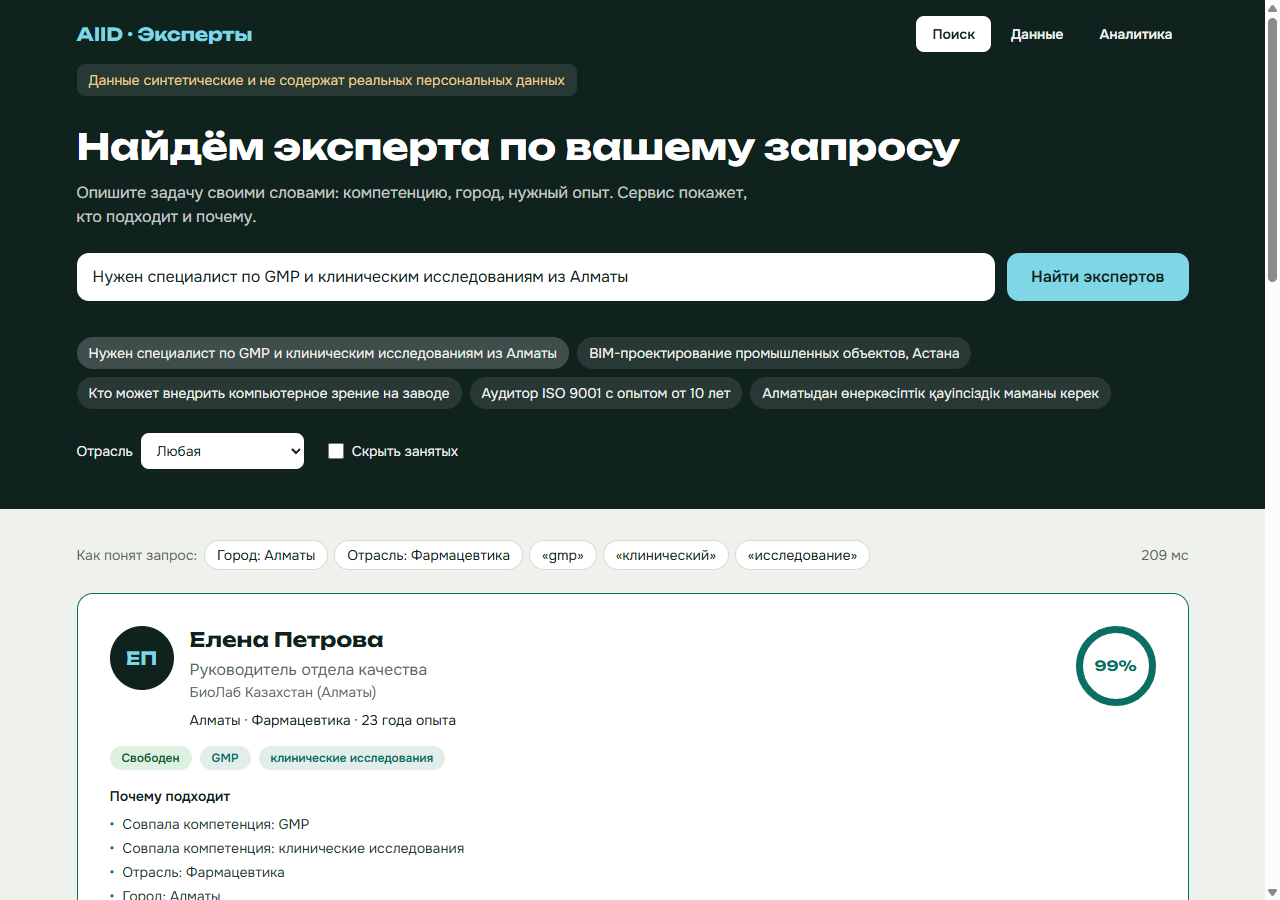 AIID · Эксперты
Поиск
Данные
Аналитика
Данные синтетические и не содержат реальных персональных данных
Найдём эксперта по вашему запросу
Опишите задачу своими словами: компетенцию, город, нужный опыт. Сервис покажет,
кто подходит и почему.
Нужен специалист по GMP и клиническим исследованиям из Алматы
Найти экспертов
Нужен специалист по GMP и клиническим исследованиям из Алматы
BIM-проектирование промышленных объектов, Астана
Кто может внедрить компьютерное зрение на заводе
Аудитор ISO 9001 с опытом от 10 лет
Алматыдан өнеркәсіптік қауіпсіздік маманы керек
Отрасль
Любая
Скрыть занятых
Как понят запрос:
Город: Алматы
Отрасль: Фармацевтика
«gmp»
«клинический»
«исследование»
209 мс
ЕП
Елена Петрова
Руководитель отдела качества
БиоЛаб Казахстан (Алматы)
Алматы · Фармацевтика · 23 года опыта
99%
Свободен
GMP
клинические исследования
Почему подходит
• Совпала компетенция: GMP
• Совпала компетенция: клинические исследования
• Отрасль: Фармацевтика
• Город: Алматы